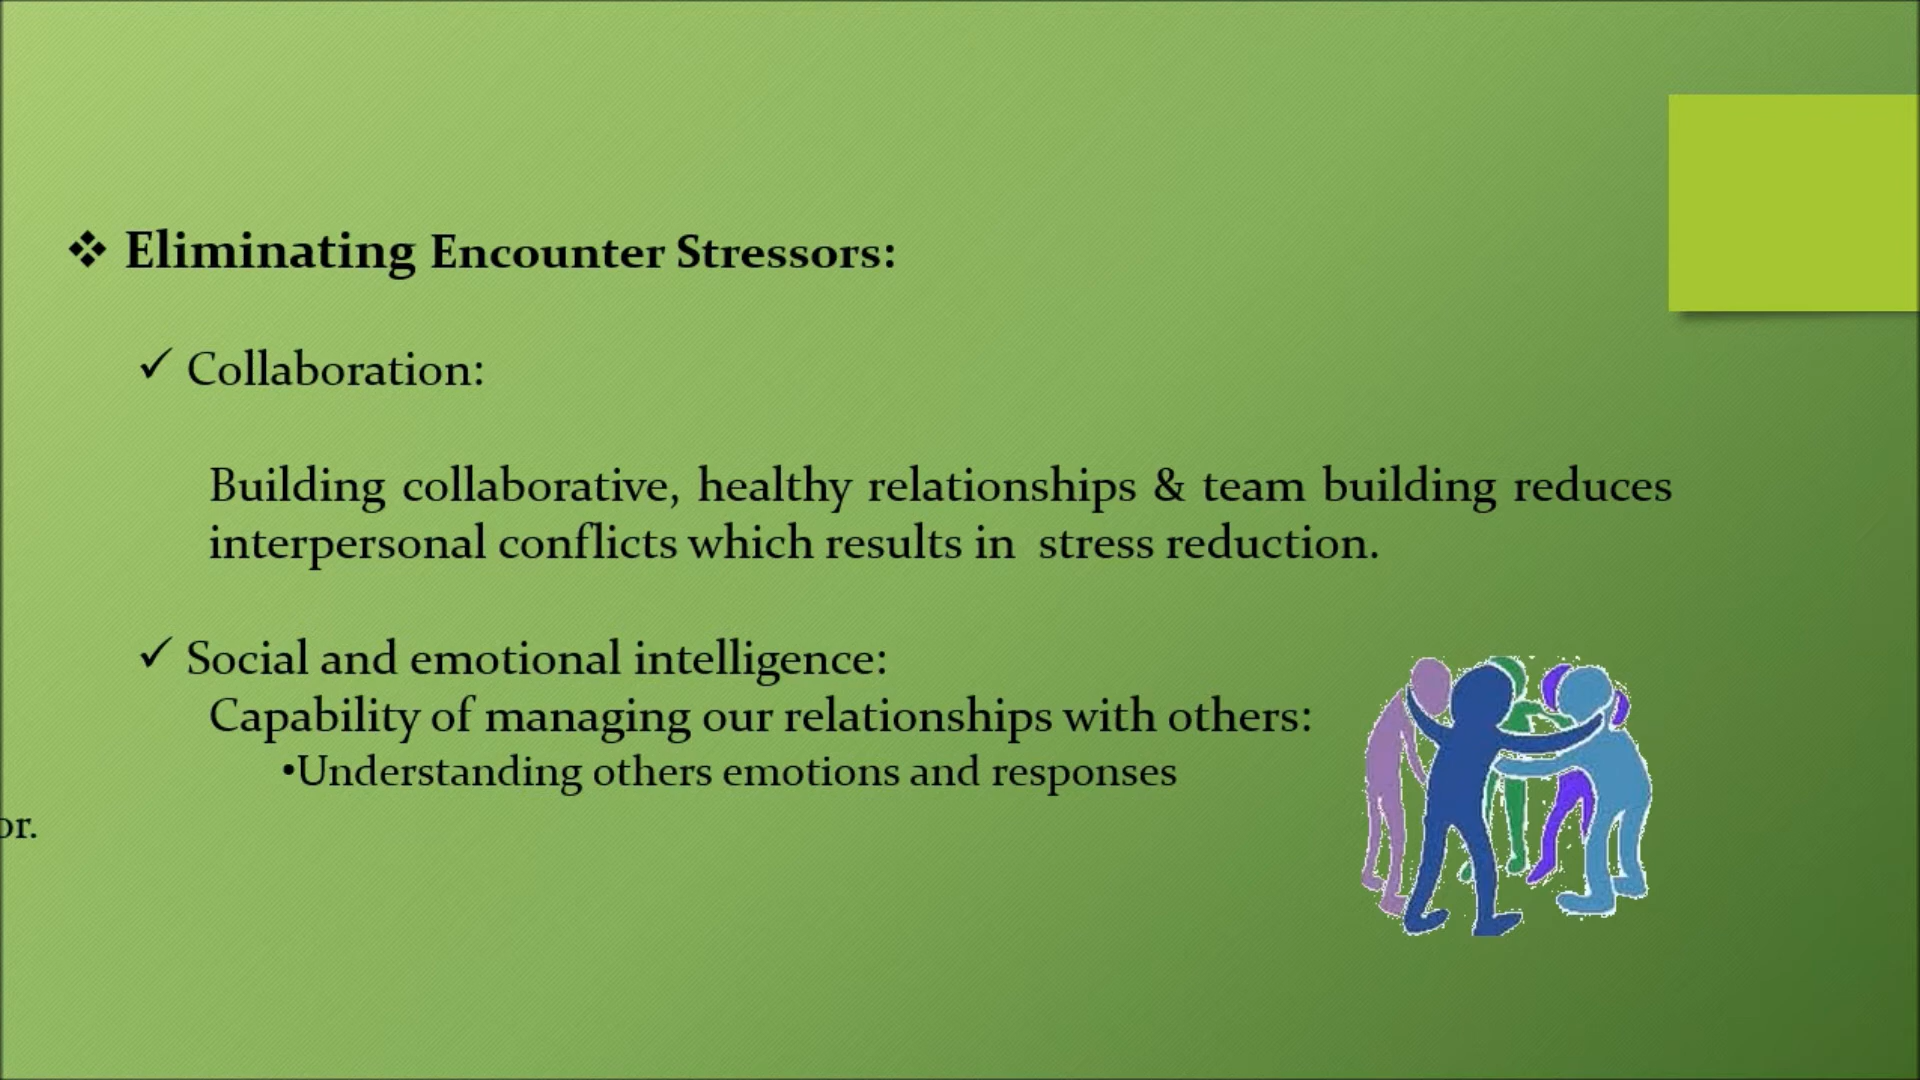 ❖ Eliminating Encounter Stressors:
✓ Collaboration:
Building collaborative, healthy relationships & team building reduces
interpersonal conflicts which results in stress reduction.
✓ Social and emotional intelligence:
Capability of managing our relationships with others:
•Understanding others emotions and responses